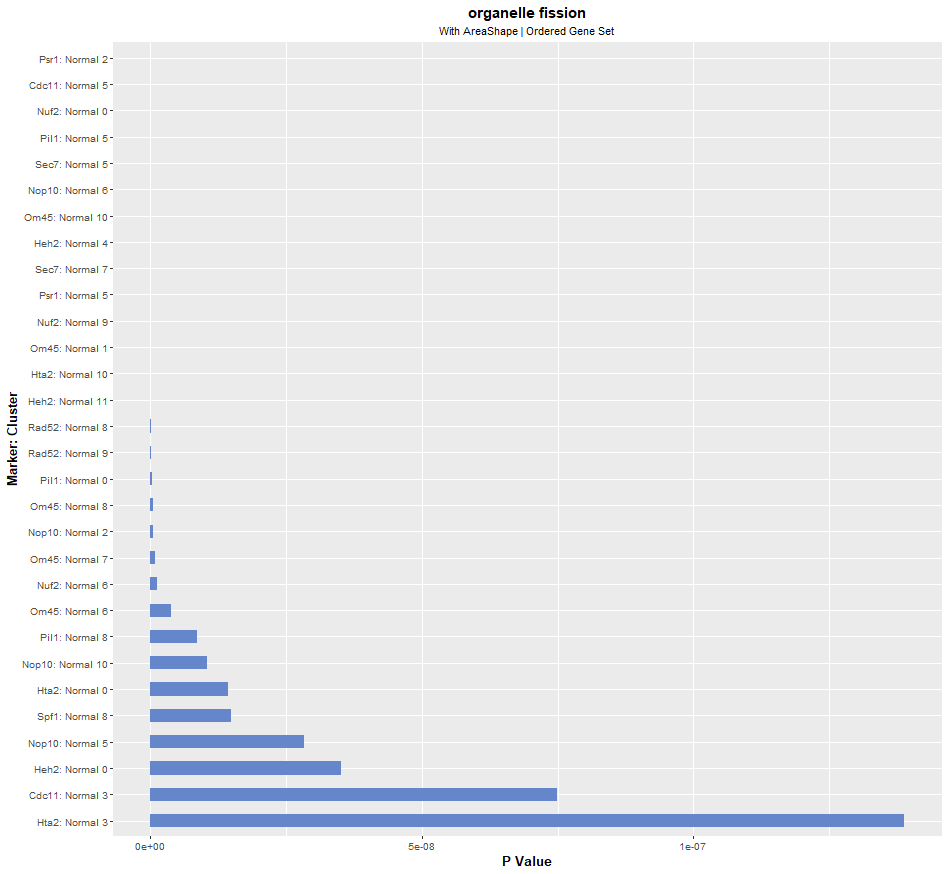 organelle fission
With AreaShape | Ordered Gene Set
Psr1: Normal 2
Cdc11: Normal 5
Nuf2: Normal 0
Pil1: Normal 5
Sec7: Normal 5
Nop10: Normal 6
Om45: Normal 10
Heh2: Normal 4
Sec7: Normal 7
Psr1: Normal 5
Nuf2: Normal 9
Om45: Normal 1
Hta2: Normal 10
Heh2: Normal 11
Rad52: Normal 8
Rad52: Normal 9
Pil1: Normal 0
Om45: Normal 8
Nop10: Normal 2
Om45: Normal 7
Nuf2: Normal 6
Om45: Normal 6
Pil1: Normal 8
Nop10: Normal 10
Hta2: Normal 0
Spf1: Normal 8
Nop10: Normal 5
Heh2: Normal 0
Cdc11: Normal 3
Hta2: Normal 3
Marker: Cluster
0e+00
5e-08
1e-07
P Value